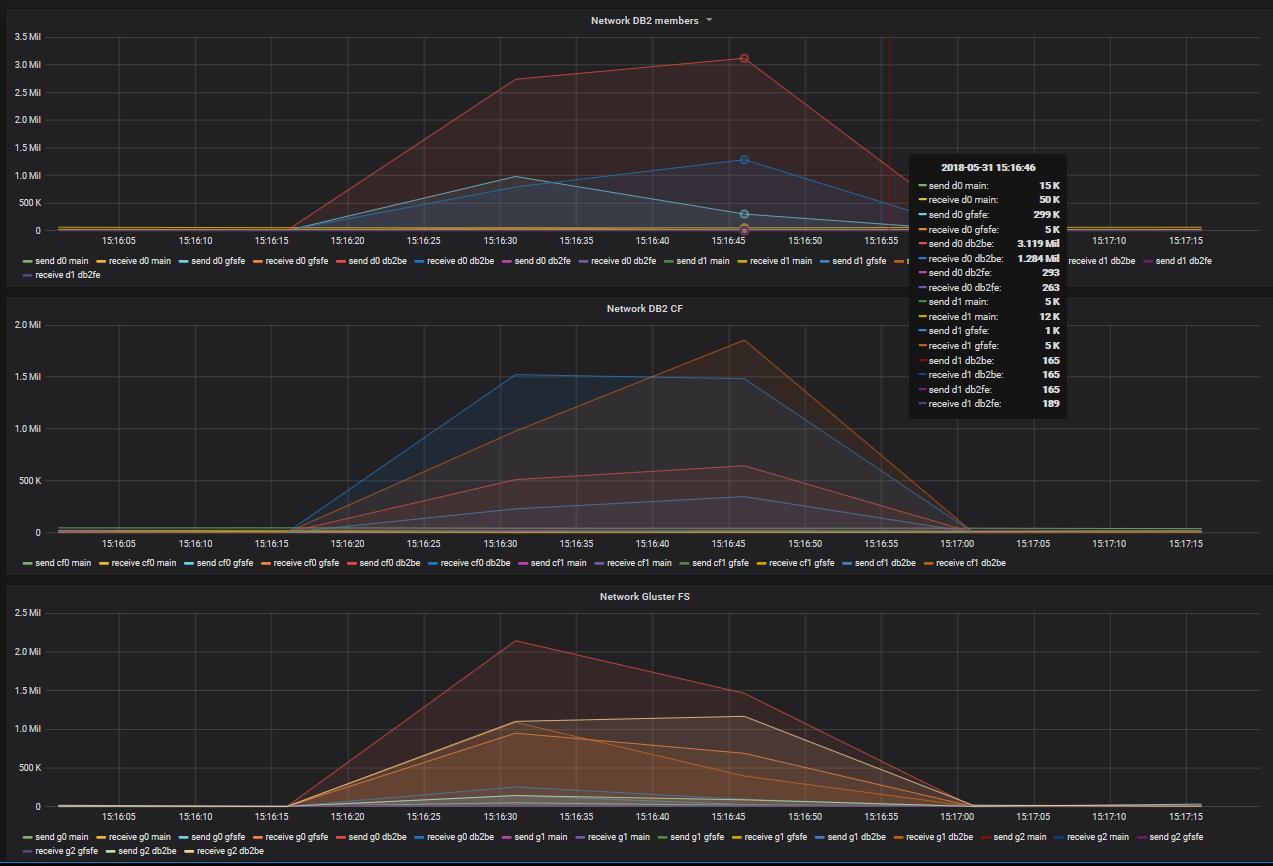 Network DB2 members
3.5 Mil
3.0 Mil
2.5 Mil
2.0 Mil
1.5 Mil
1.0 Mil
500 K
0
15:16:05 15:16:10 15:16:15 15:16:20 15:16:25 15:16:30 15:16:35 15:16:40 15:16:45 15:16:50 15:16:55 15:17:10 15:17:15
send d0 main receive d0 main send d0 gfsfe receive d0 gfsfe send d0 db2be receive d0 db2be send d0 db2fe receive d0 db2fe send d1 main receive d1 main send d1 gfsfe receive d1 db2be send d1 db2fe
receive d1 db2fe
2018-05-31 15:16:46
send d0 main: 15 K
receive d0 main: 50 K
send d0 gfsfe: 299 K
receive d0 gfsfe: 5 K
send d0 db2be: 3.119 Mil
receive d0 db2be: 1.284 Mil
send d0 db2fe: 293
receive d0 db2fe: 263
send d1 main: 5 K
receive d1 main: 12 K
send d1 gfsfe: 1 K
receive d1 gfsfe: 5 K
send d1 db2be: 165
receive d1 db2be: 165
send d1 db2fe: 165
receive d1 db2fe: 189
Network DB2 CF
2.0 Mil
1.5 Mil
1.0 Mil
500 K
0
15:16:05 15:16:10 15:16:15 15:16:20 15:16:25 15:16:30 15:16:35 15:16:40 15:16:45 15:16:50 15:16:55 15:17:00 15:17:05 15:17:10 15:17:15
send cf0 main receive cf0 main send cf0 gfsfe receive cf0 gfsfe send cf0 db2be receive cf0 db2be send cf1 main receive cf1 main send cf1 gfsfe receive cf1 gfsfe send cf1 db2be receive cf1 db2be
Network Gluster FS
2.5 Mil
2.0 Mil
1.5 Mil
1.0 Mil
500 K
0
15:16:05 15:16:10 15:16:15 15:16:20 15:16:25 15:16:30 15:16:35 15:16:40 15:16:45 15:16:50 15:16:55 15:17:00 15:17:05 15:17:10 15:17:15
send g0 main receive g0 main send g0 gfsfe receive g0 gfsfe send g0 db2be receive g0 db2be send g1 main receive g1 main send g1 gfsfe receive g1 gfsfe send g1 db2be receive g1 db2be send g2 main receive g2 main send g2 gfsfe
receive g2 gfsfe send g2 db2be receive g2 db2be